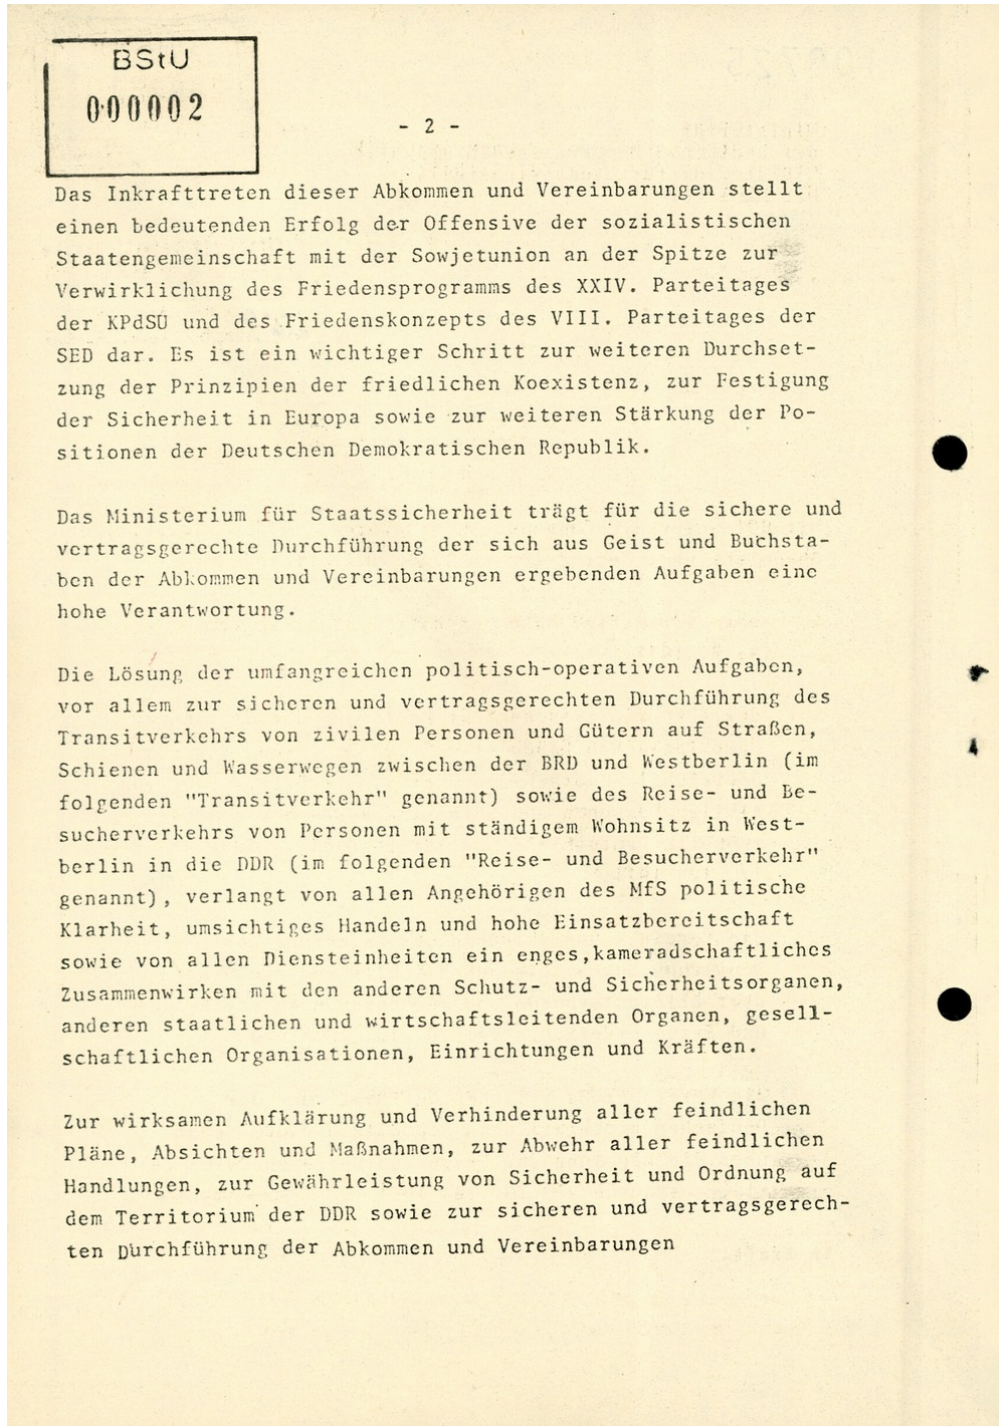 BStU
000002
- 2 -
Das Inkrafttreten dieser Abkommen und Vereinbarungen stellt
einen bedeutenden Erfolg der Offensive der sozialistischen
Staatengemeinschaft mit der Sowjetunion an der Spitze zur
Verwirklichung des Friedensprogramms des XXIV. Parteitages
der KPdSU und des Friedenskonzepts des VIII. Parteitages der
SED dar. Es ist ein wichtiger Schritt zur weiteren Durchset-
zung der Prinzipien der friedlichen Koexistenz, zur Festigung
der Sicherheit in Europa sowie zur weiteren Stärkung der Po-
sitionen der Deutschen Demokratischen Republik.
Das Ministerium für Staatssicherheit trägt für die sichere und
vertragsgerechte Durchführung der sich aus Geist und Buchsta-
ben der Abkommen und Vereinbarungen ergebenden Aufgaben eine
hohe Verantwortung.
Die Lösung der umfangreichen politisch-operativen Aufgaben,
vor allem zur sicheren und vertragsgerechten Durchführung des
Transitverkehrs von zivilen Personen und Gütern auf Straßen,
Schienen und Wasserwegen zwischen der BRD und Westberlin (im
folgenden "Transitverkehr" genannt) sowie des Reise- und Be-
sucherverkehrs von Personen mit ständigem Wohnsitz in West-
berlin in die DDR (im folgenden "Reise- und Besucherverkehr"
genannt), verlangt von allen Angehörigen des MfS politische
Klarheit, umsichtiges Handeln und hohe Einsatzbereitschaft
sowie von allen Diensteinheiten ein enges,kameradschaftliches
Zusammenwirken mit den anderen Schutz- und Sicherheitsorganen,
anderen staatlichen und wirtschaftsleitenden Organen, gesell-
schaftlichen Organisationen, Einrichtungen und Kräften.
Zur wirksamen Aufklärung und Verhinderung aller feindlichen
Pläne, Absichten und Maßnahmen, zur Abwehr aller feindlichen
Handlungen, zur Gewährleistung von Sicherheit und Ordnung auf
dem Territorium der DDR sowie zur sicheren und vertragsgerech-
ten Durchführung der Abkommen und Vereinbarungen